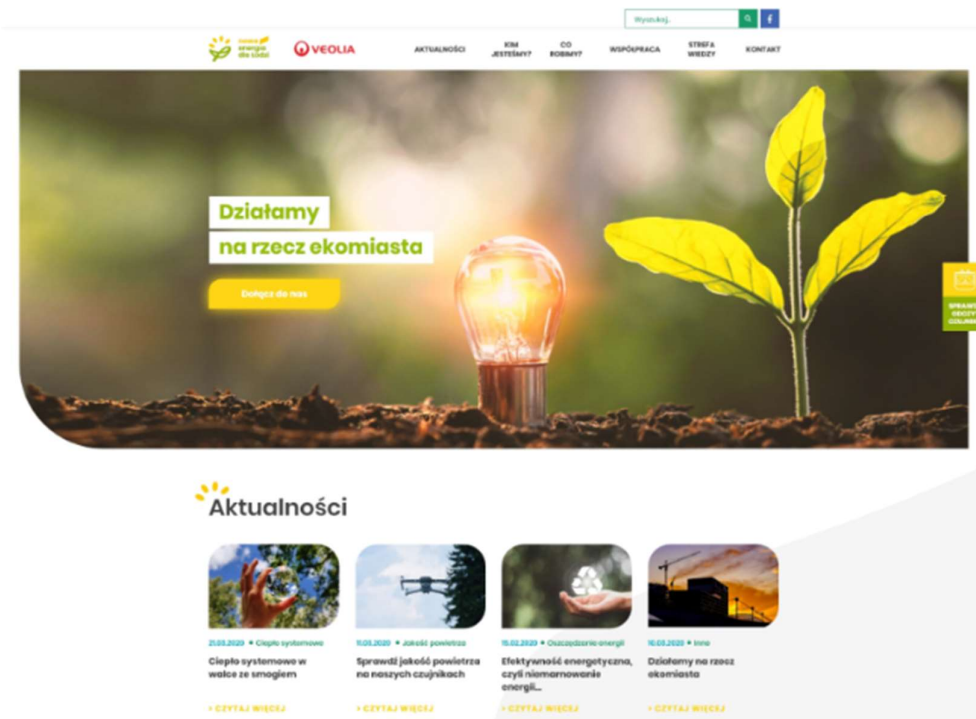 Wyszukaj..
nowa
energia
dla Łodzi
VEOLIA
AKTUALNOŚCI
KIM
JESTEŚMY?
CO
ROBIMY?
WSPÓŁPRACA
STREFA
WIEDZY
KONTAKT
Działamy
na rzecz ekomiasta
Dołącz do nas
Aktualności
21.03.2020 • Ciepło systemowe
Ciepło systemowe w
walce ze smogiem
> CZYTAJ WIĘCEJ
11.03.2020 • Jakość powietrza
Sprawdź jakość powietrza
na naszych czujnikach
> CZYTAJ WIĘCEJ
15.02.2020 • Oszczędzanie energii
Efektywność energetyczna,
czyli niemarnowanie
energii...
> CZYTAJ WIĘCEJ
10.03.2020 • Inne
Działamy na rzecz
ekomiasta
> CZYTAJ WIĘCEJ